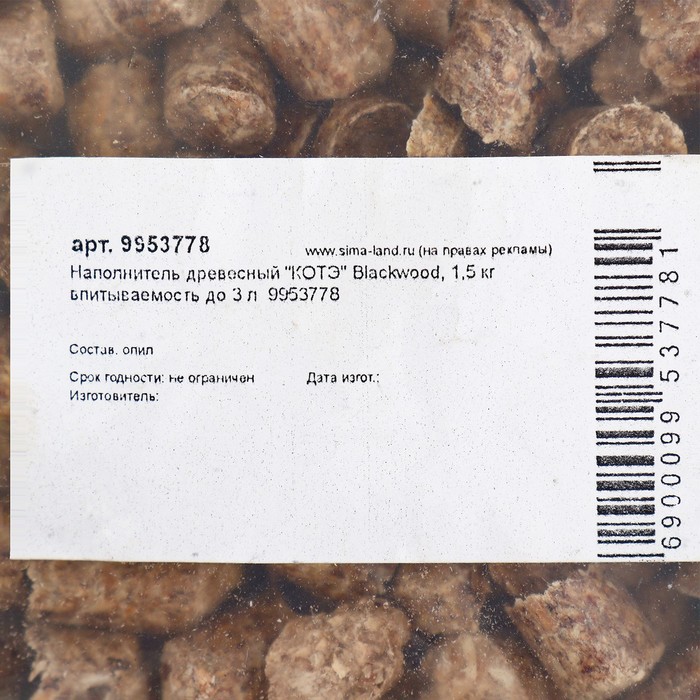 арт. 9953778
www.sima-land.ru (на правах рекламы)
Наполнитель древесный "КОТЭ" Blackwood, 1,5 кг
впитываемость до 3 л 9953778
Состав. опил
Срок годности: не ограничен Дата изгот.:
Изготовитель:
6900099537781